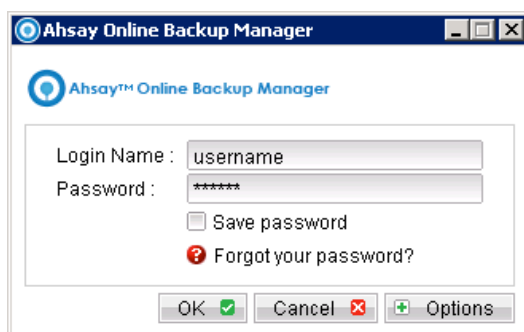 Ahsay Online Backup Manager
Ahsay™ Online Backup Manager
Login Name : username
Password : ******
Save password
Forgot your password?
OK Cancel Options